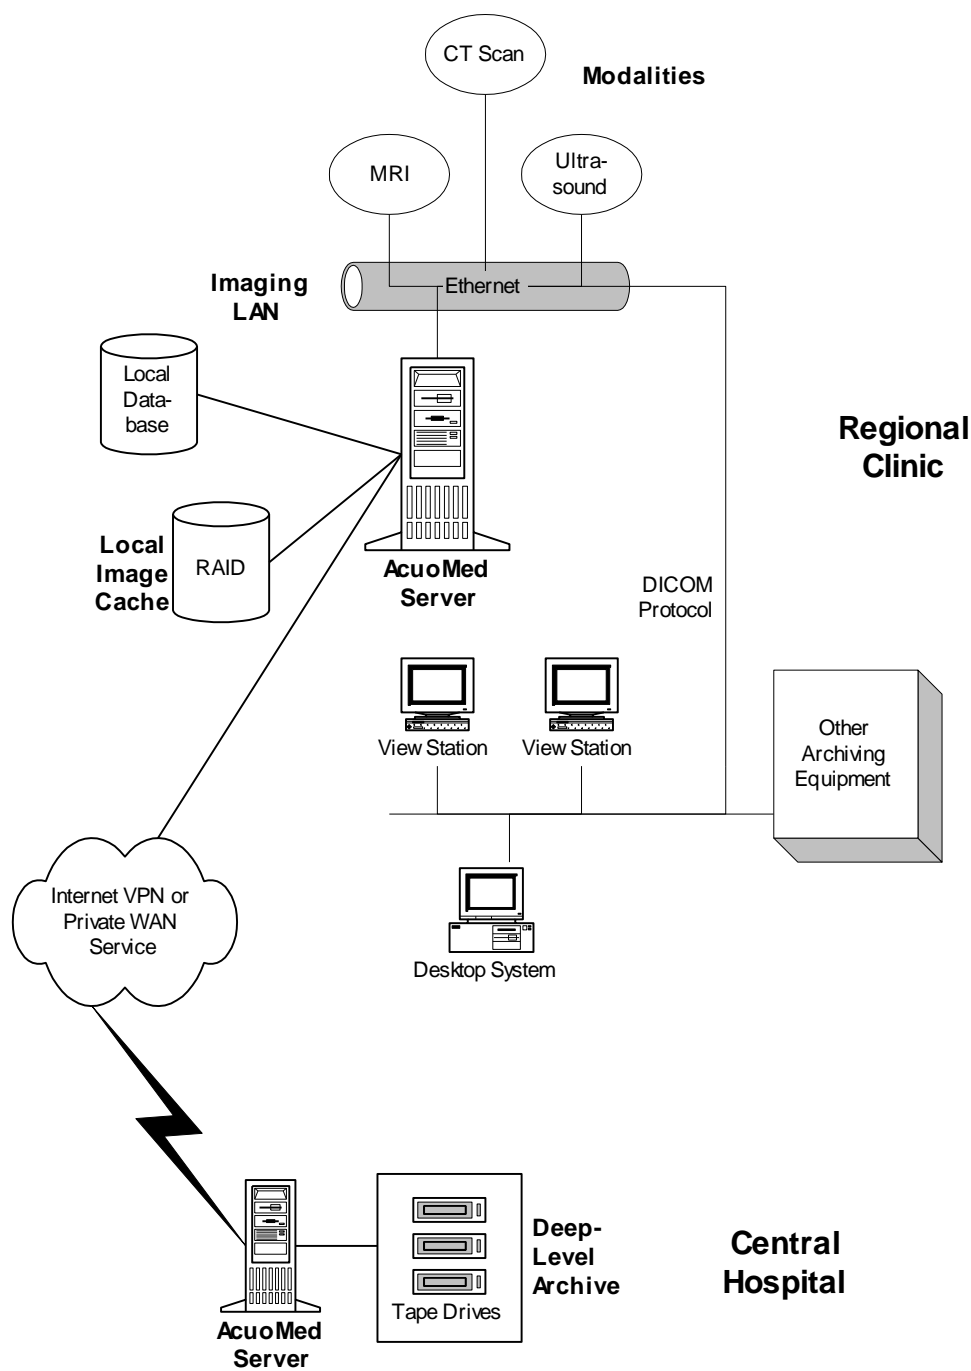 CT Scan
Modalities
MRI
Ultra-
sound
Imaging
LAN
Ethernet
Local
Data-
base
Regional
Clinic
Local
Image
Cache
RAID
AcuoMed
Server
DICOM
Protocol
View Station
View Station
Other
Archiving
Equipment
Internet VPN or
Private WAN
Service
Desktop System
Deep-
Level
Archive
Tape Drives
Central
Hospital
AcuoMed
Server